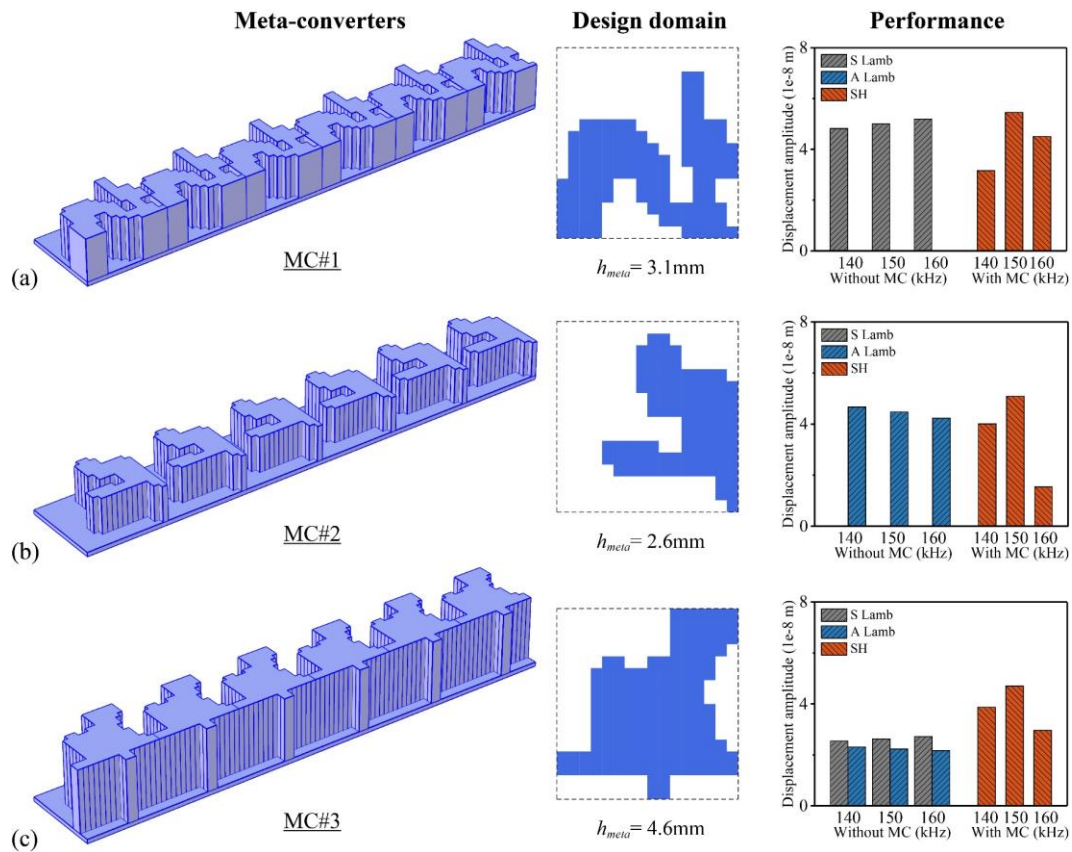 Meta-converters Design domain Performance
(a)
MC#1
h_meta= 3.1mm
Displacement amplitude (1e-8 m)
8
4
0
S Lamb
A Lamb
SH
140 150 160 140 150 160
Without MC (kHz) With MC (kHz)
(b)
MC#2
h_meta= 2.6mm
Displacement amplitude (1e-8 m)
8
4
0
S Lamb
A Lamb
SH
140 150 160 140 150 160
Without MC (kHz) With MC (kHz)
(c)
MC#3
h_meta= 4.6mm
Displacement amplitude (1e-8 m)
8
4
0
S Lamb
A Lamb
SH
140 150 160 140 150 160
Without MC (kHz) With MC (kHz)